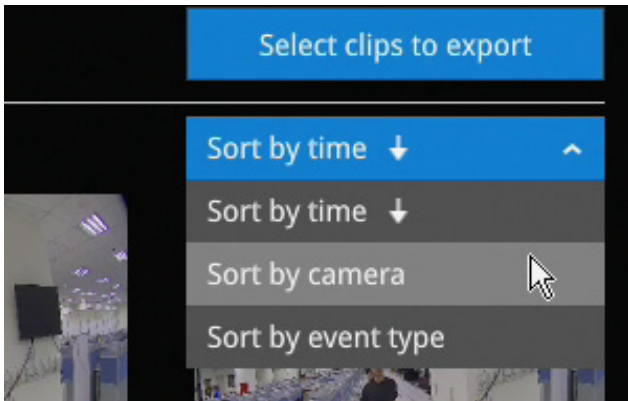 Select clips to export
Sort by time ↓
Sort by time ↓
Sort by camera
Sort by event type